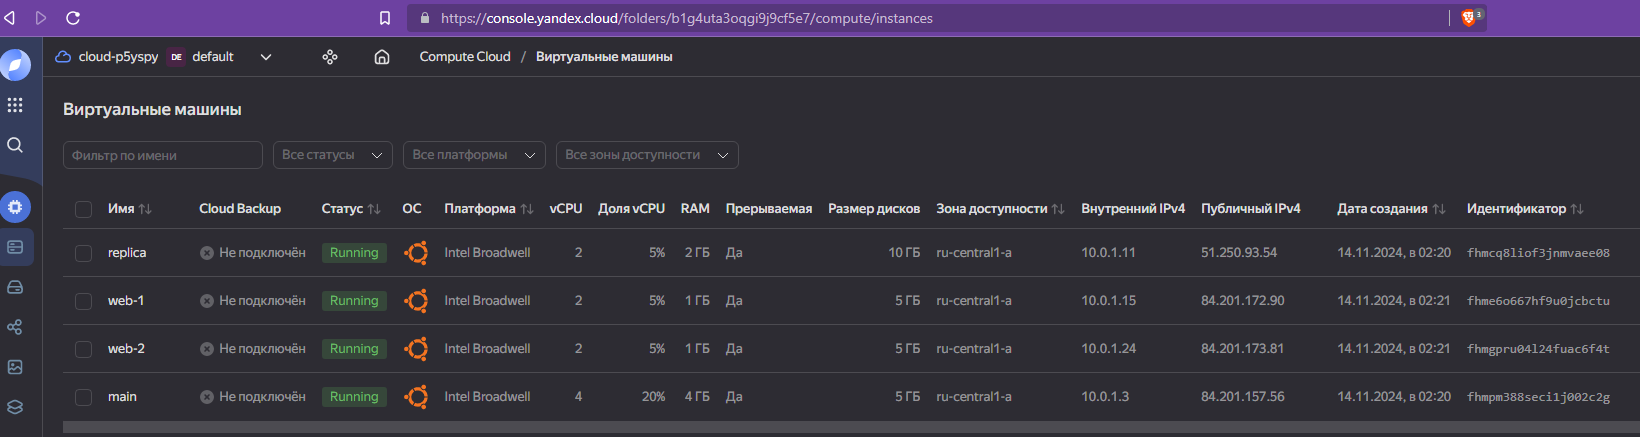 https://console.yandex.cloud/folders/b1g4uta3oqgi9j9cf5e7/compute/instances 3
cloud-p5yspy DE default Compute Cloud / Виртуальные машины
Виртуальные машины
Фильтр по имени Все статусы Все платформы Все зоны доступности
Имя Cloud Backup Статус ОС Платформа vCPU Доля vCPU RAM Прерываемая Размер дисков Зона доступности Внутренний IPv4 Публичный IPv4 Дата создания Идентификатор
replica Не подключён Running Intel Broadwell 2 5% 2 ГБ Да 10 ГБ ru-central1-a 10.0.1.11 51.250.93.54 14.11.2024, в 02:20 fhmcq8liof3jnmvaee08
web-1 Не подключён Running Intel Broadwell 2 5% 1 ГБ Да 5 ГБ ru-central1-a 10.0.1.15 84.201.172.90 14.11.2024, в 02:21 fhme6o667hf9u0jcbctu
web-2 Не подключён Running Intel Broadwell 2 5% 1 ГБ Да 5 ГБ ru-central1-a 10.0.1.24 84.201.173.81 14.11.2024, в 02:21 fhmgpru04l24fuac6f4t
main Не подключён Running Intel Broadwell 4 20% 4 ГБ Да 5 ГБ ru-central1-a 10.0.1.3 84.201.157.56 14.11.2024, в 02:20 fhmpm388seci1j002c2g